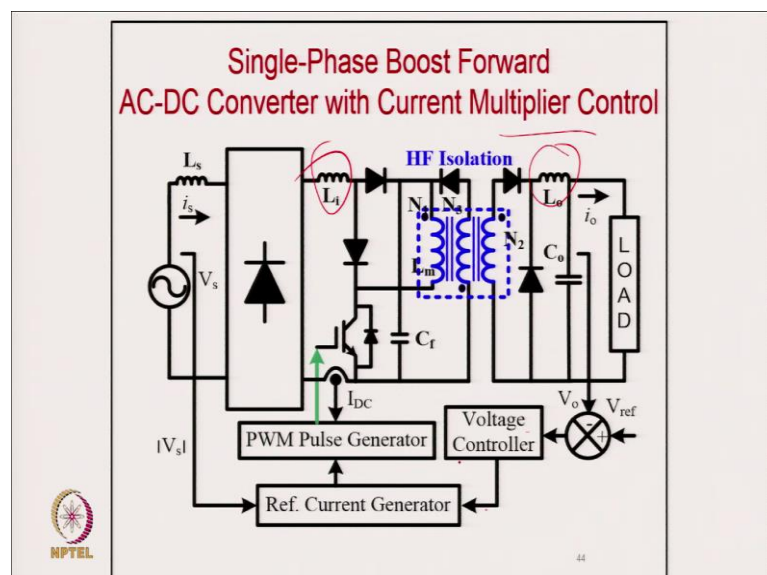 Single-Phase Boost Forward
AC-DC Converter with Current Multiplier Control
HF Isolation
Ls
Li
Lo
is
io
N1
N3
N2
Vs
Lm
Co
Cf
LOAD
IDC
Vo
Vref
PWM Pulse Generator
Voltage
Controller
-
+
|Vs|
Ref. Current Generator
NPTEL
44